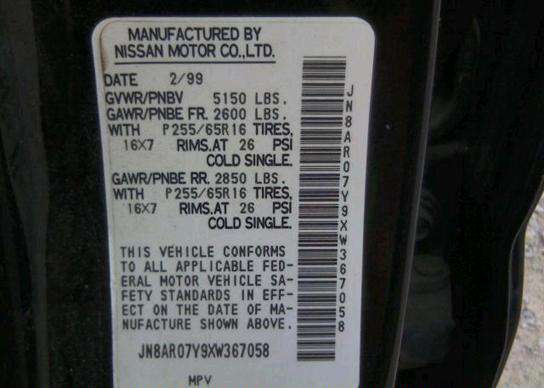 MANUFACTURED BY
NISSAN MOTOR CO.,LTD.
DATE 2/99
GVWR/PNBV 5150 LBS.
GAWR/PNBE FR. 2600 LBS.
WITH P255/65R16 TIRES,
16X7 RIMS,AT 26 PSI
COLD SINGLE.
GAWR/PNBE RR. 2850 LBS.
WITH P255/65R16 TIRES,
16X7 RIMS,AT 26 PSI
COLD SINGLE.
THIS VEHICLE CONFORMS
TO ALL APPLICABLE FED-
ERAL MOTOR VEHICLE SA-
FETY STANDARDS IN EFF-
ECT ON THE DATE OF MA-
NUFACTURE SHOWN ABOVE.
JN8AR07Y9XW367058
MPV
JN8AR07Y9XW367058